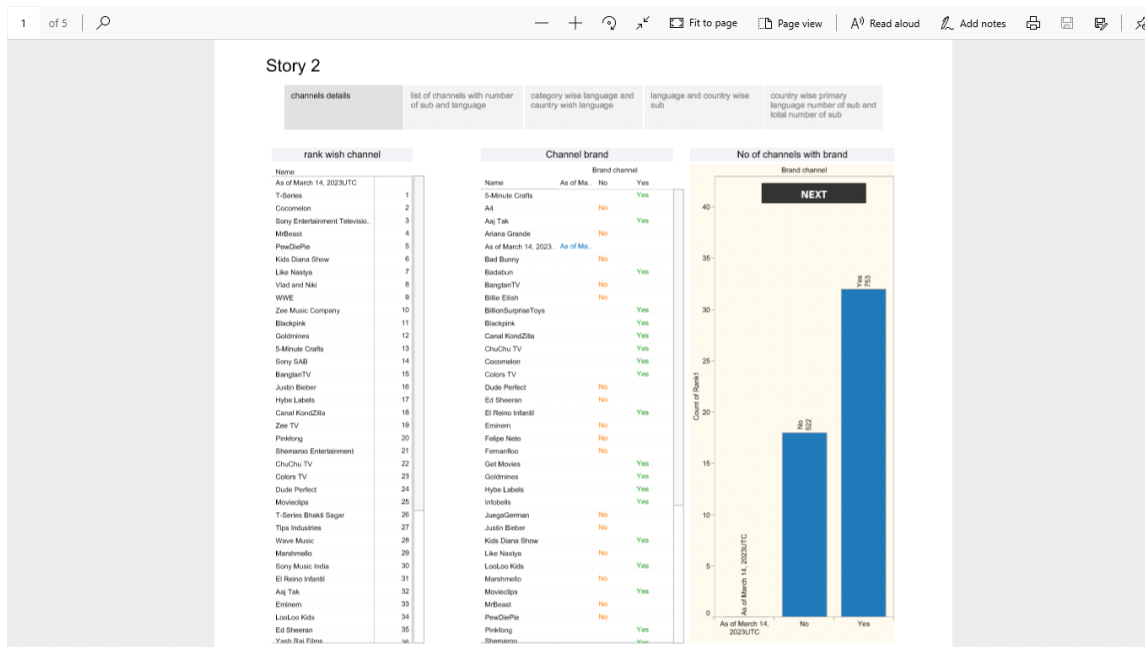 1 of 5
Fit to page
Page view
Read aloud
Add notes
Story 2
channels details
list of channels with number
of sub and language
category wise language and
cauntry wish language
language and country wise
sub
country wise primary
language number of sub and
total number of sub
rank wish channel
Name
As of March 14, 2023UTC
T-Series 1
Cocomelon 2
Sony Entertainment Televisio.. 3
MrBeast 4
PewDiePie 5
Kids Diana Show 6
Like Nastya 7
Vlad and Niki 8
WWE 9
Zee Music Company 10
Blackpink 11
Goldmines 12
5-Minute Crafts 13
Sony SAB 14
BangtanTV 15
Justin Bieber 16
Hybe Labels 17
Canal KondZilla 18
Zee TV 19
Pinkfong 20
Shemaroo Entertainment 21
ChuChu TV 22
Colors TV 23
Dude Perfect 24
Movieclips 25
T-Series Bhakti Sagar 26
Tips Industries 27
Wave Music 28
Marshmello 29
Sony Music India 30
El Reino Infantil 31
Aaj Tak 32
Eminem 33
LooLoo Kids 34
Ed Sheeran 35
Yash Raj Films 36
Channel brand
Brand channel
Name As of Ma.. No Yes
5-Minute Crafts Yes
A4 No
Aaj Tak Yes
Ariana Grande No
As of March 14, 2023.. As of Ma..
Bad Bunny No
Badabun Yes
BangtanTV No
Billie Eilish No
BillionSurpriseToys Yes
Blackpink Yes
Canal KondZilla Yes
ChuChu TV Yes
Cocomelon Yes
Colors TV Yes
Dude Perfect No
Ed Sheeran No
El Reino Infantil Yes
Eminem No
Felipe Neto No
Fernanfloo No
Get Movies Yes
Goldmines Yes
Hybe Labels Yes
Infobells Yes
JuegaGerman No
Justin Bieber No
Kids Diana Show Yes
Like Nastya No
LooLoo Kids Yes
Marshmello No
Movieclips Yes
MrBeast No
PewDiePie No
Pinkfong Yes
Shemaroo Yes
No of channels with brand
Brand channel
NEXT
40
35
30
25
20
15
10
5
0
Count of Rank1
As of March 14, 2023UTC
No
522
Yes
753
As of March 14,
2023UTC
No
Yes